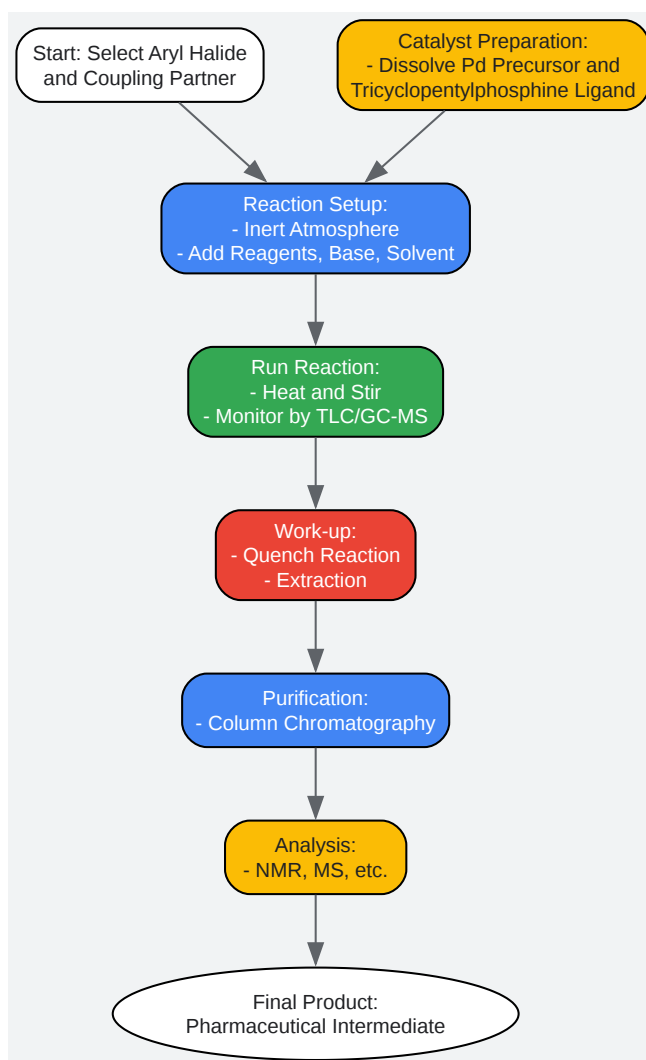 Start: Select Aryl Halide
and Coupling Partner
Catalyst Preparation:
- Dissolve Pd Precursor and
Tricyclopentylphosphine Ligand
Reaction Setup:
- Inert Atmosphere
- Add Reagents, Base, Solvent
Run Reaction:
- Heat and Stir
- Monitor by TLC/GC-MS
Work-up:
- Quench Reaction
- Extraction
Purification:
- Column Chromatography
Analysis:
- NMR, MS, etc.
Final Product:
Pharmaceutical Intermediate